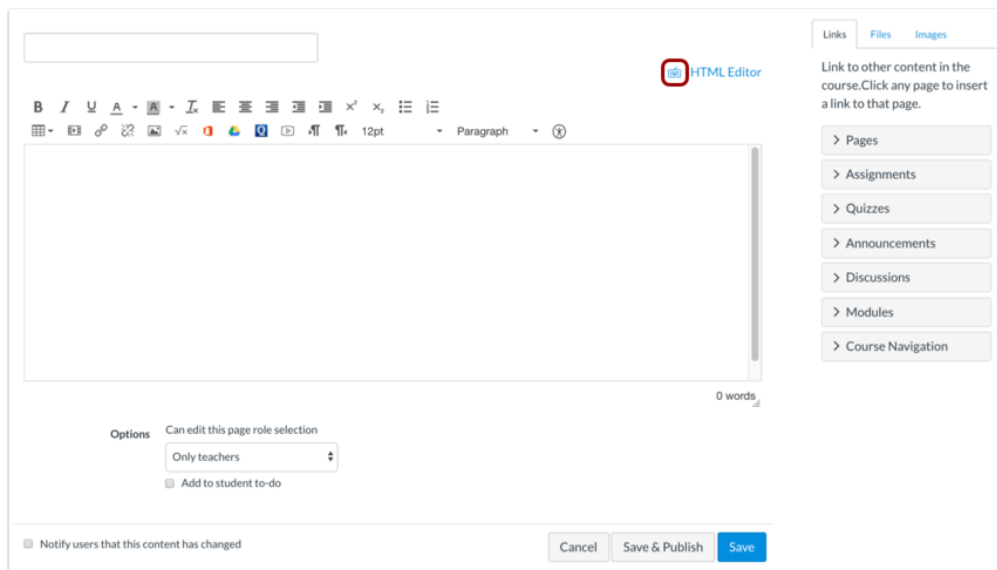 HTML Editor
B I U A A
12pt Paragraph
0 words
Options Can edit this page role selection
Only teachers
Add to student to-do
Notify users that this content has changed
Cancel Save & Publish Save
Links Files Images
Link to other content in the
course.Click any page to insert
a link to that page.
Pages
Assignments
Quizzes
Announcements
Discussions
Modules
Course Navigation